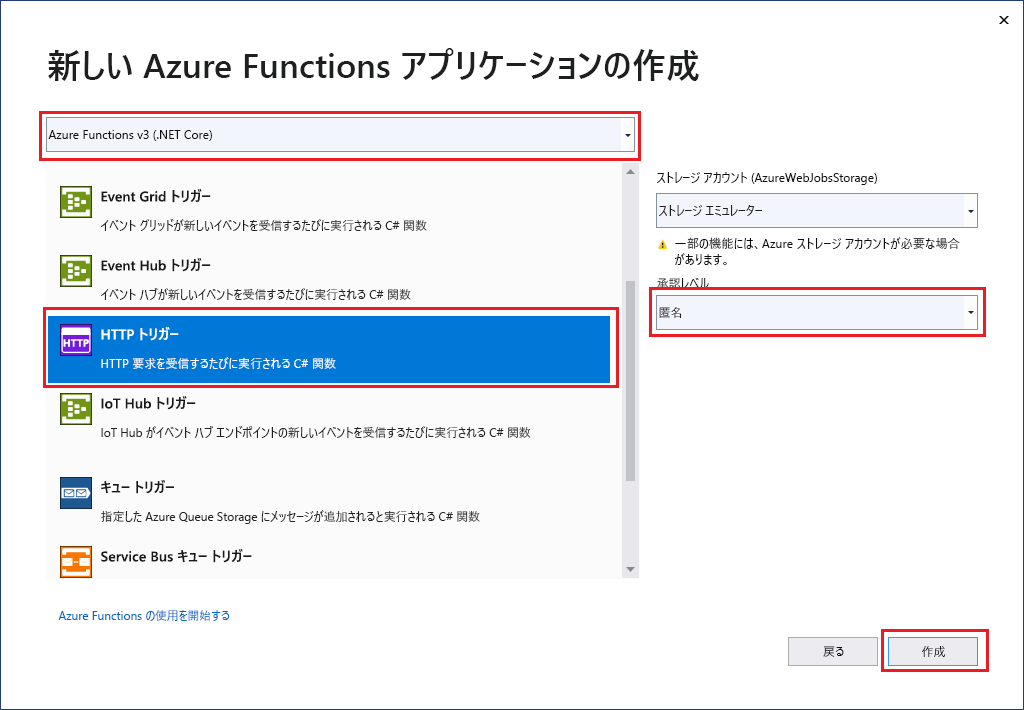 新しい Azure Functions アプリケーションの作成
Azure Functions v3 (.NET Core)
Event Grid トリガー
イベント グリッドが新しいイベントを受信するたびに実行される C# 関数
Event Hub トリガー
イベント ハブが新しいイベントを受信するたびに実行される C# 関数
HTTP
HTTP トリガー
HTTP 要求を受信するたびに実行される C# 関数
IoT Hub トリガー
IoT Hub がイベント ハブ エンドポイントの新しいイベントを受信するたびに実行される C# 関数
キュー トリガー
指定した Azure Queue Storage にメッセージが追加されると実行される C# 関数
Service Bus キュー トリガー
ストレージ アカウント (AzureWebJobsStorage)
ストレージ エミュレーター
一部の機能には、Azure ストレージ アカウントが必要な場合
があります。
承認レベル
匿名
Azure Functions の使用を開始する
戻る
作成